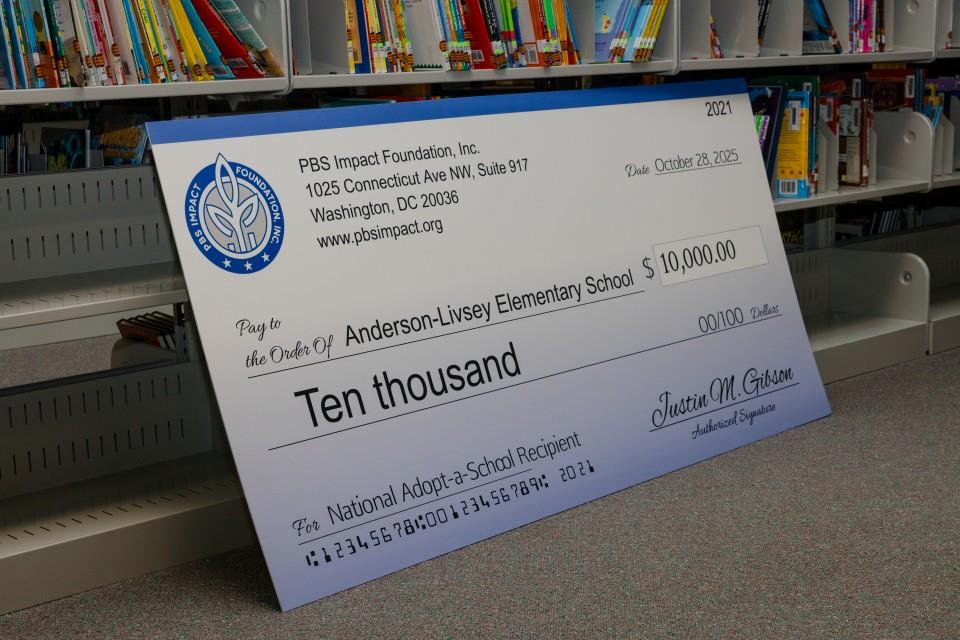 2021
PBS Impact Foundation, Inc.
1025 Connecticut Ave NW, Suite 917
Washington, DC 20036
www.pbsimpact.org
Date October 28, 2025
PBS IMPACT FOUNDATION, INC
Pay to
the Order Of Anderson-Livsey Elementary School $ 10,000.00
Ten thousand 00/100 Dollars
Justin M. Gibson
Authorized Signature
For National Adopt-a-School Recipient
⑆12345678⑆00123456789⑆ 2021